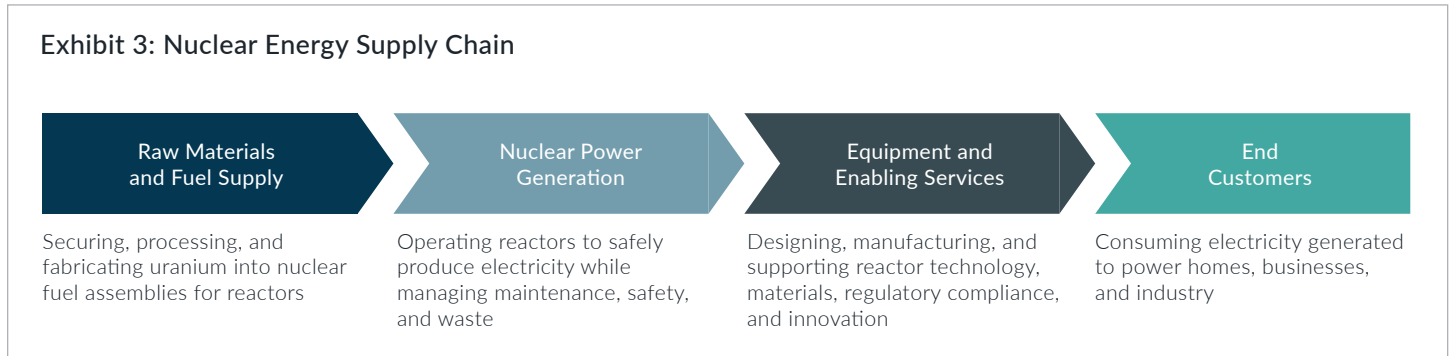 Exhibit 3: Nuclear Energy Supply Chain
Raw Materials
and Fuel Supply
Nuclear Power
Generation
Equipment and
Enabling Services
End
Customers
Securing, processing, and
fabricating uranium into nuclear
fuel assemblies for reactors
Operating reactors to safely
produce electricity while
managing maintenance, safety,
and waste
Designing, manufacturing, and
supporting reactor technology,
materials, regulatory compliance,
and innovation
Consuming electricity generated
to power homes, businesses,
and industry